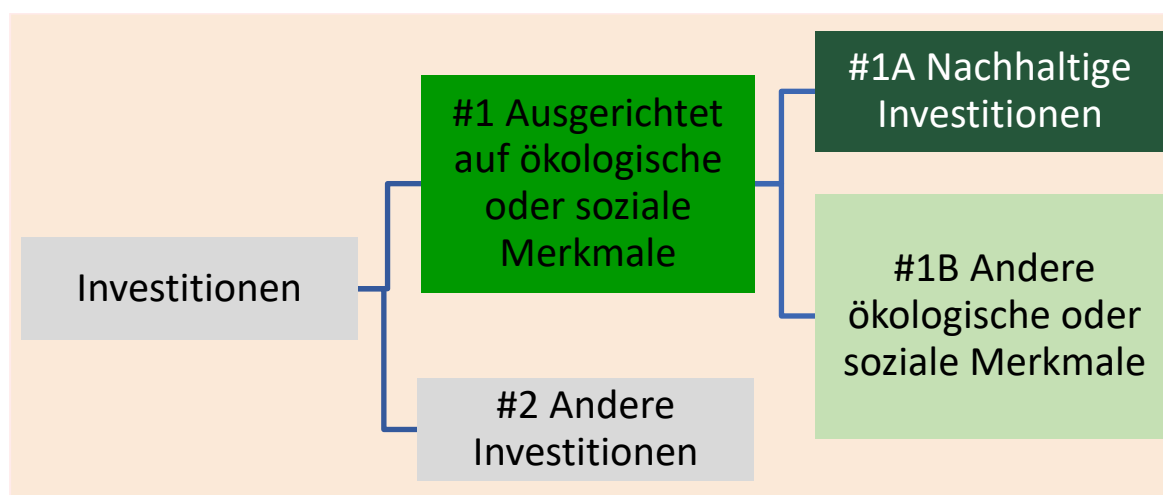 Investitionen
#1 Ausgerichtet
auf ökologische
oder soziale
Merkmale
#2 Andere
Investitionen
#1A Nachhaltige
Investitionen
#1B Andere
ökologische oder
soziale Merkmale